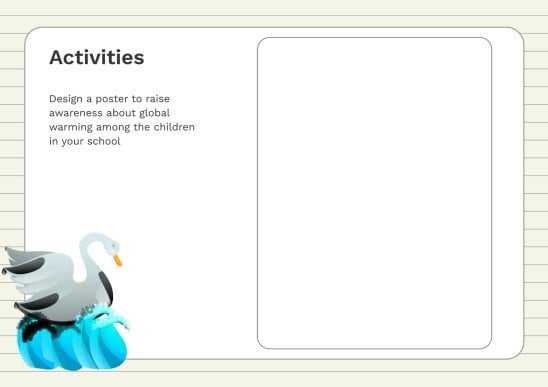 Activities
Design a poster to raise
awareness about global
warming among the children
in your school